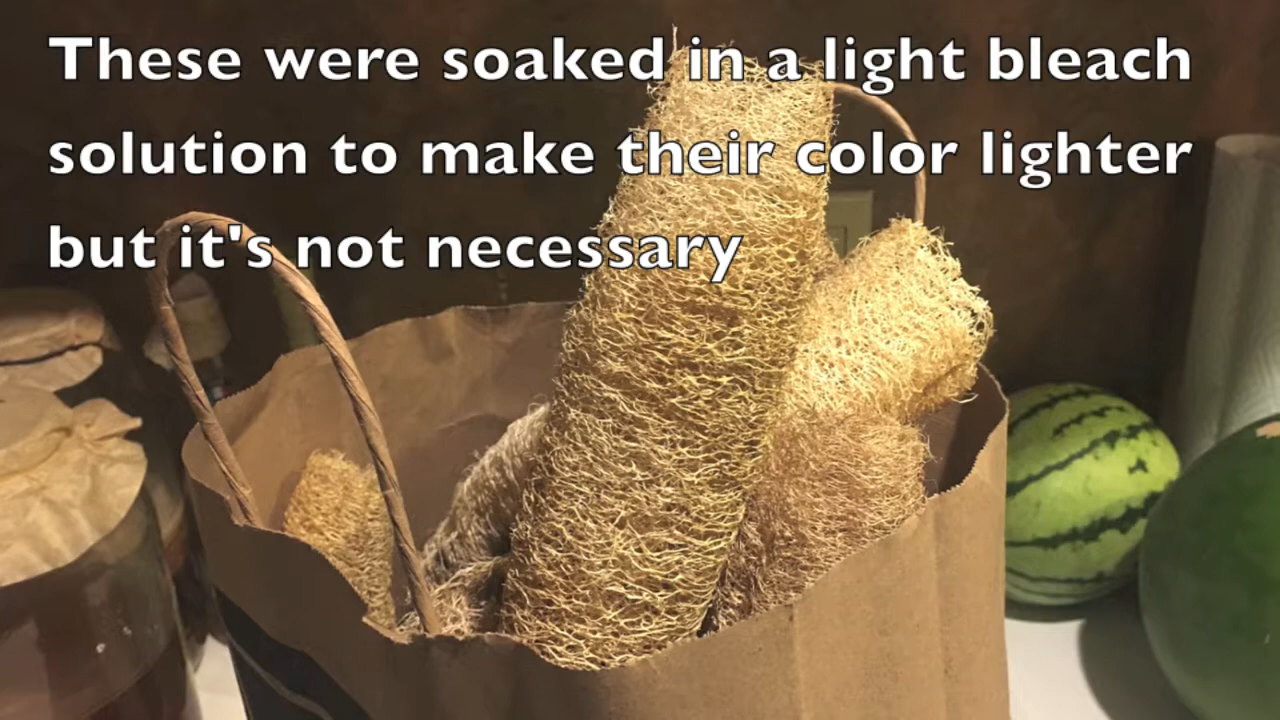 These were soaked in a light bleach
solution to make their color lighter
but it's not necessary